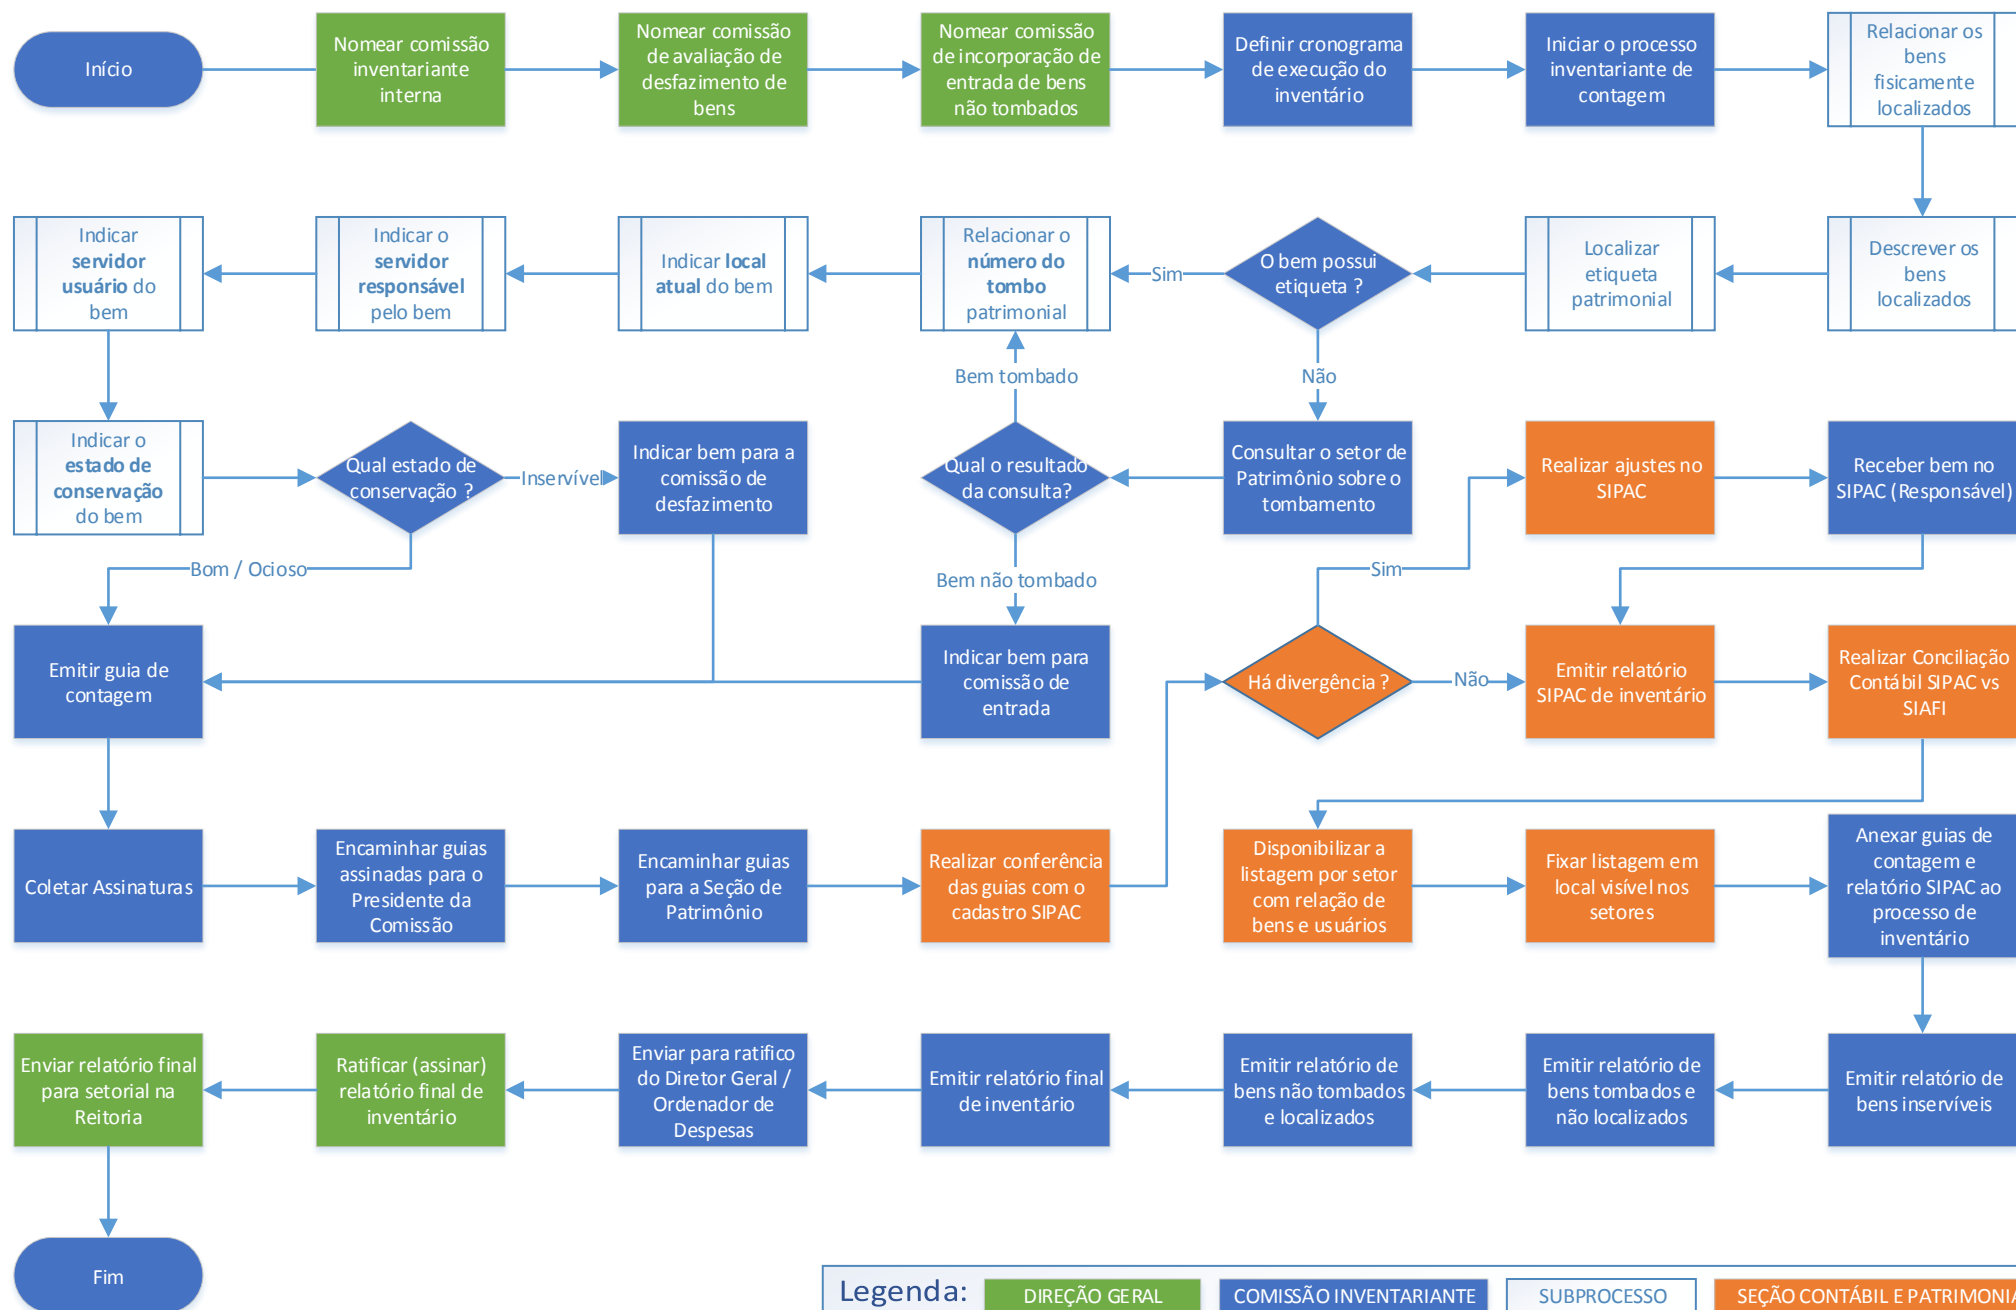 Início
Nomear comissão
inventariante
interna
Nomear comissão
de avaliação de
desfazimento de
bens
Nomear comissão
de incorporação de
entrada de bens
não tombados
Definir cronograma
de execução do
inventário
Iniciar o processo
inventariante de
contagem
Relacionar os
bens
fisicamente
localizados
Indicar
servidor
usuário do
bem
Indicar o
servidor
responsável
pelo bem
Indicar local
atual do bem
Relacionar o
número do
tombo
patrimonial
Sim
O bem possui
etiqueta ?
Localizar
etiqueta
patrimonial
Descrever os
bens
localizados
Bem tombado
Não
Indicar o
estado de
conservação
do bem
Qual estado de
conservação ?
Inservível
Indicar bem para a
comissão de
desfazimento
Qual o resultado
da consulta?
Consultar o setor de
Patrimônio sobre o
tombamento
Realizar ajustes no
SIPAC
Receber bem no
SIPAC (Responsável)
Bom / Ocioso
Bem não tombado
Sim
Emitir guia de
contagem
Indicar bem para
comissão de
entrada
Há divergência ?
Não
Emitir relatório
SIPAC de inventário
Realizar Conciliação
Contábil SIPAC vs
SIAFI
Coletar Assinaturas
Encaminhar guias
assinadas para o
Presidente da
Comissão
Encaminhar guias
para a Seção de
Patrimônio
Realizar conferência
das guias com o
cadastro SIPAC
Disponibilizar a
listagem por setor
com relação de
bens e usuários
Fixar listagem em
local visível nos
setores
Anexar guias de
contagem e
relatório SIPAC ao
processo de
inventário
Enviar relatório final
para setorial na
Reitoria
Ratificar (assinar)
relatório final de
inventário
Enviar para ratifico
do Diretor Geral /
Ordenador de
Despesas
Emitir relatório final
de inventário
Emitir relatório de
bens não tombados
e localizados
Emitir relatório de
bens tombados e
não localizados
Emitir relatório de
bens inservíveis
Fim
Legenda:
DIREÇÃO GERAL
COMISSÃO INVENTARIANTE
SUBPROCESSO
SEÇÃO CONTÁBIL E